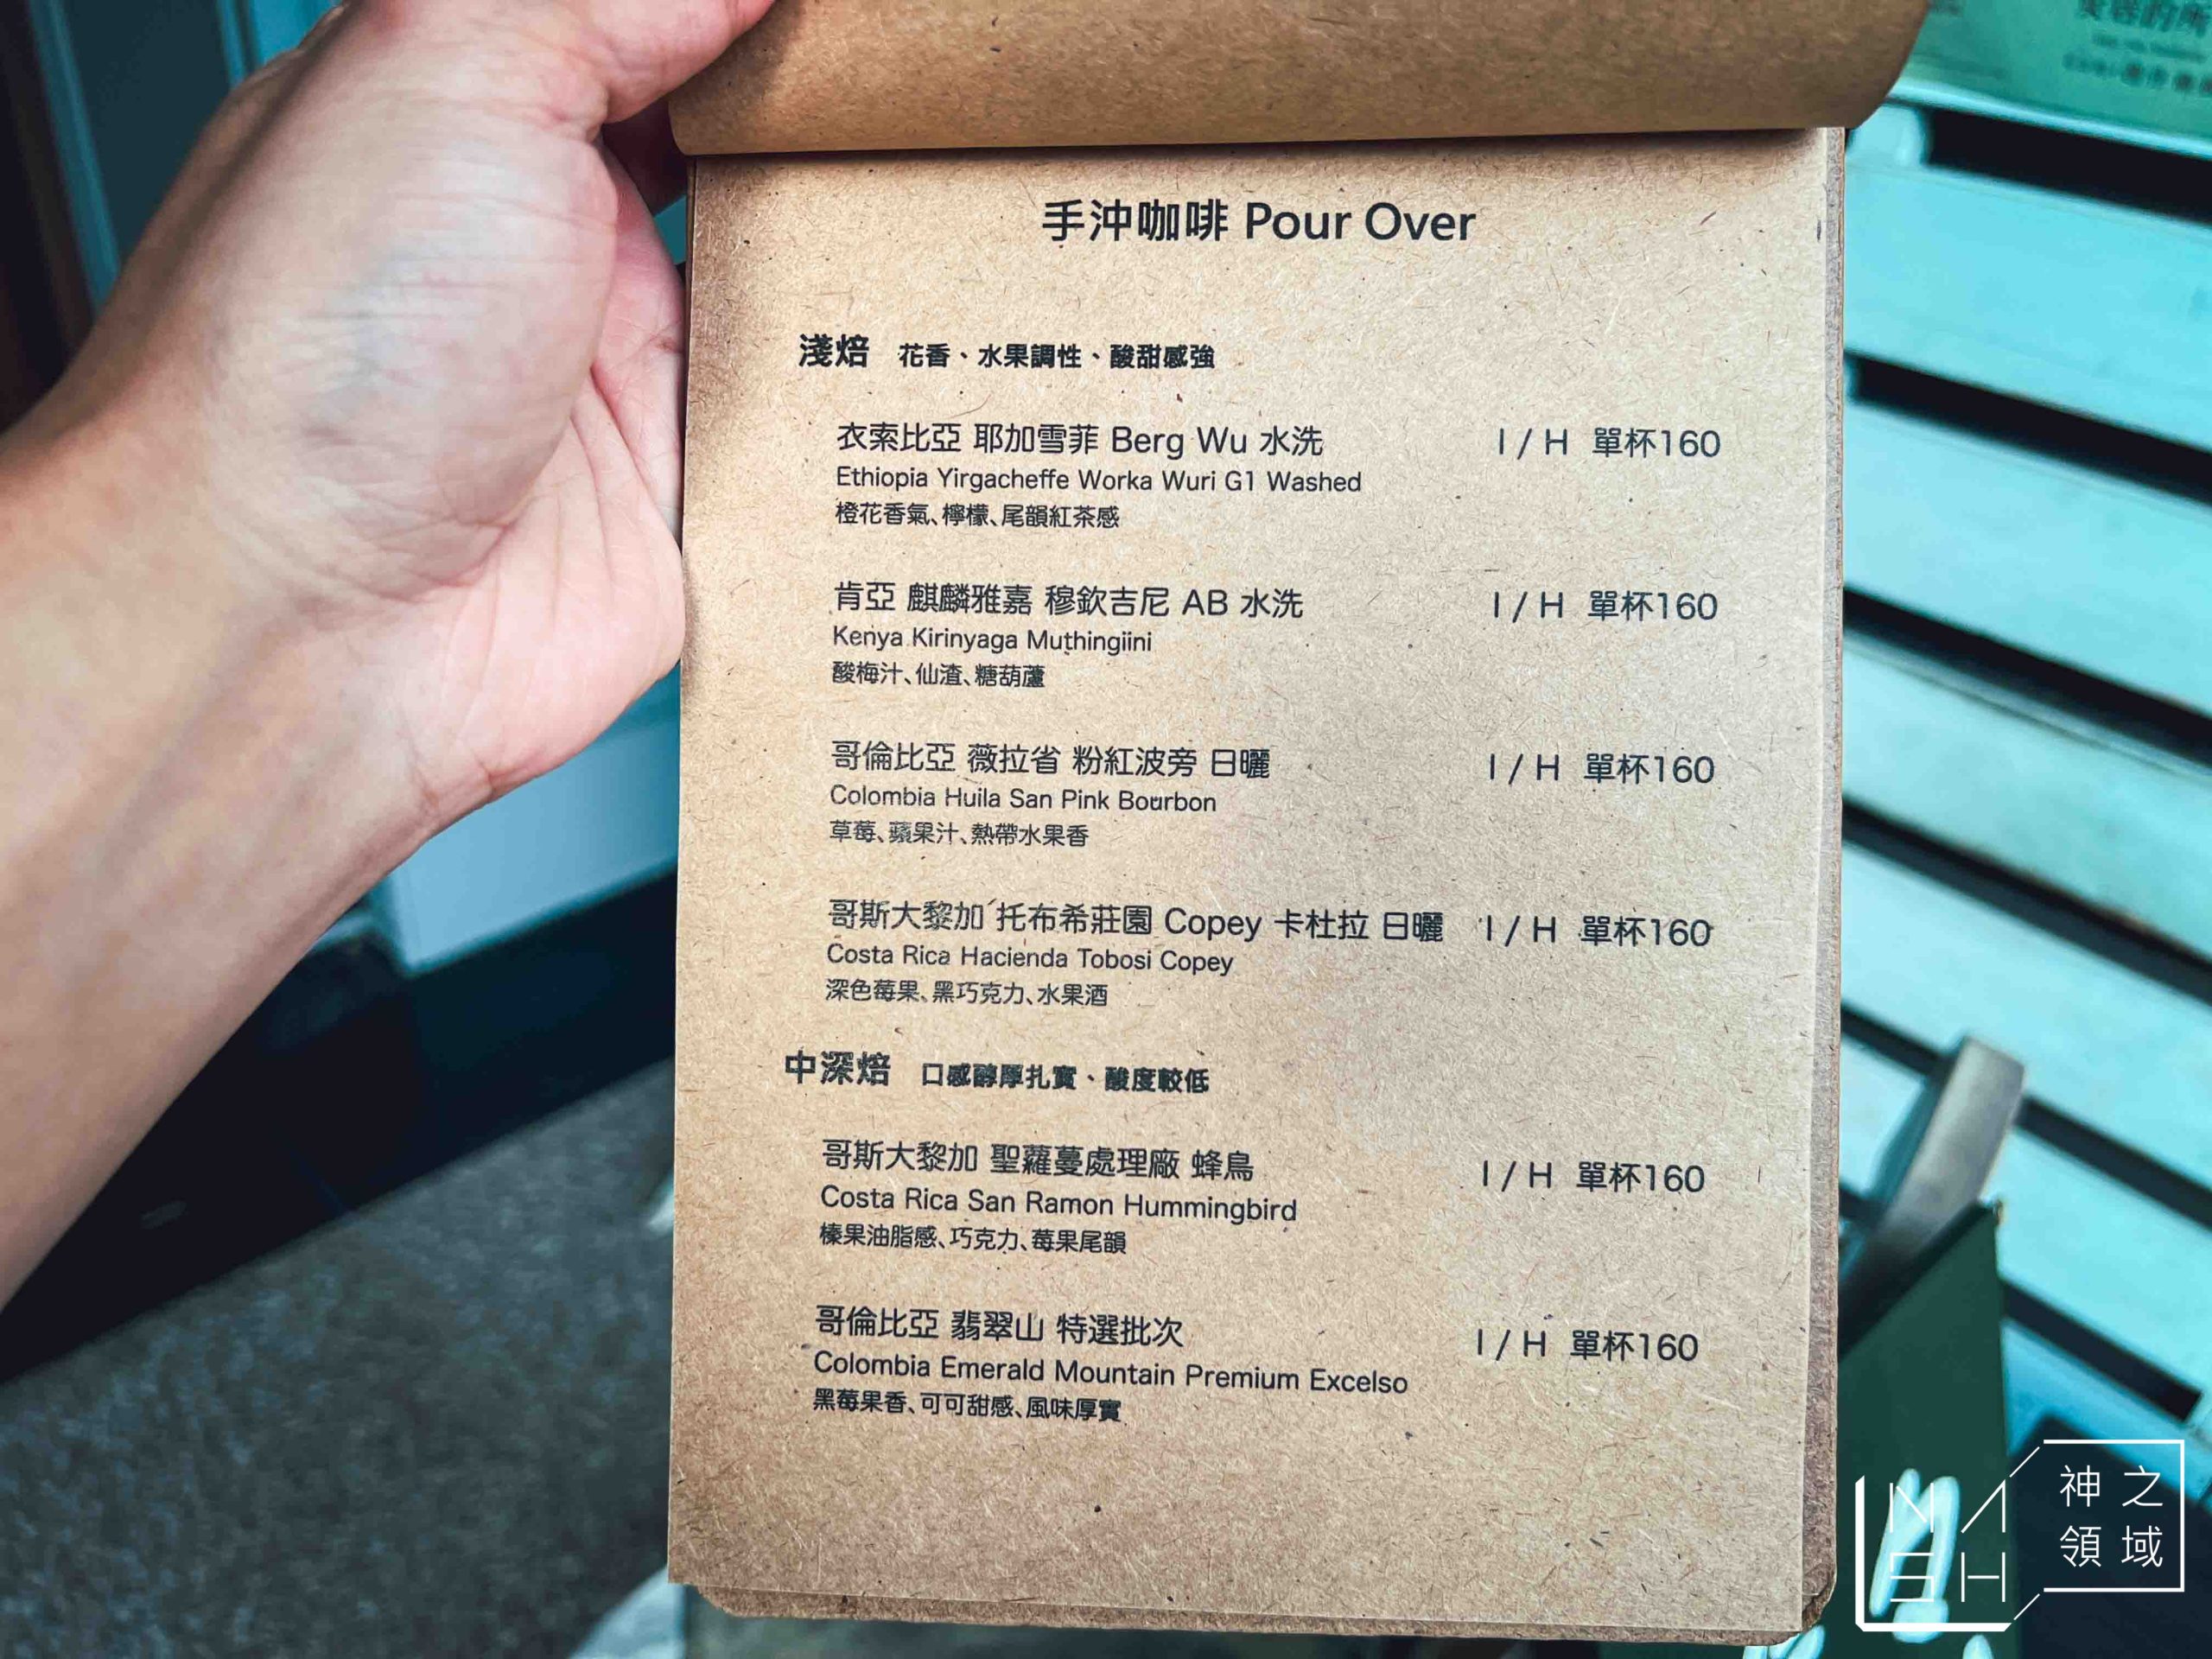 手沖咖啡 Pour Over
淺焙 花香、水果調性、酸甜感強
衣索比亞 耶加雪菲 Berg Wu 水洗 I / H 單杯160
Ethiopia Yirgacheffe Worka Wuri G1 Washed
橙花香氣、檸檬、尾韻紅茶感
肯亞 麒麟雅嘉 穆欽吉尼 AB 水洗 I / H 單杯160
Kenya Kirinyaga Muthingiini
酸梅汁、仙渣、糖葫蘆
哥倫比亞 薇拉省 粉紅波旁 日曬 I / H 單杯160
Colombia Huila San Pink Bourbon
草莓、蘋果汁、熱帶水果香
哥斯大黎加 托布希莊園 Copey 卡杜拉 日曬 I / H 單杯160
Costa Rica Hacienda Tobosi Copey
深色莓果、黑巧克力、水果酒
中深焙 口感醇厚扎實、酸度較低
哥斯大黎加 聖蘿蔓處理廠 蜂鳥 I / H 單杯160
Costa Rica San Ramon Hummingbird
榛果油脂感、巧克力、莓果尾韻
哥倫比亞 翡翠山 特選批次 I / H 單杯160
Colombia Emerald Mountain Premium Excelso
黑莓果香、可可甜感、風味厚實
NASH
神之
領域